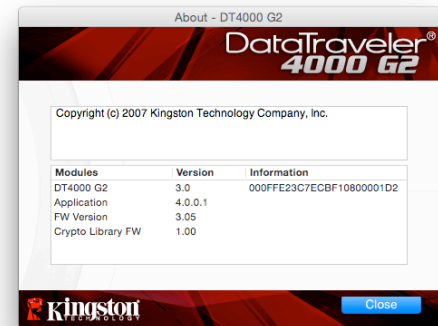 About - DT4000 G2
DataTraveler®
4000 G2
Copyright (c) 2007 Kingston Technology Company, Inc.
Modules Version Information
DT4000 G2 3.0 000FFE23C7ECBF10800001D2
Application 4.0.0.1
FW Version 3.05
Crypto Library FW 1.00
Kingston
TECHNOLOGY
Close